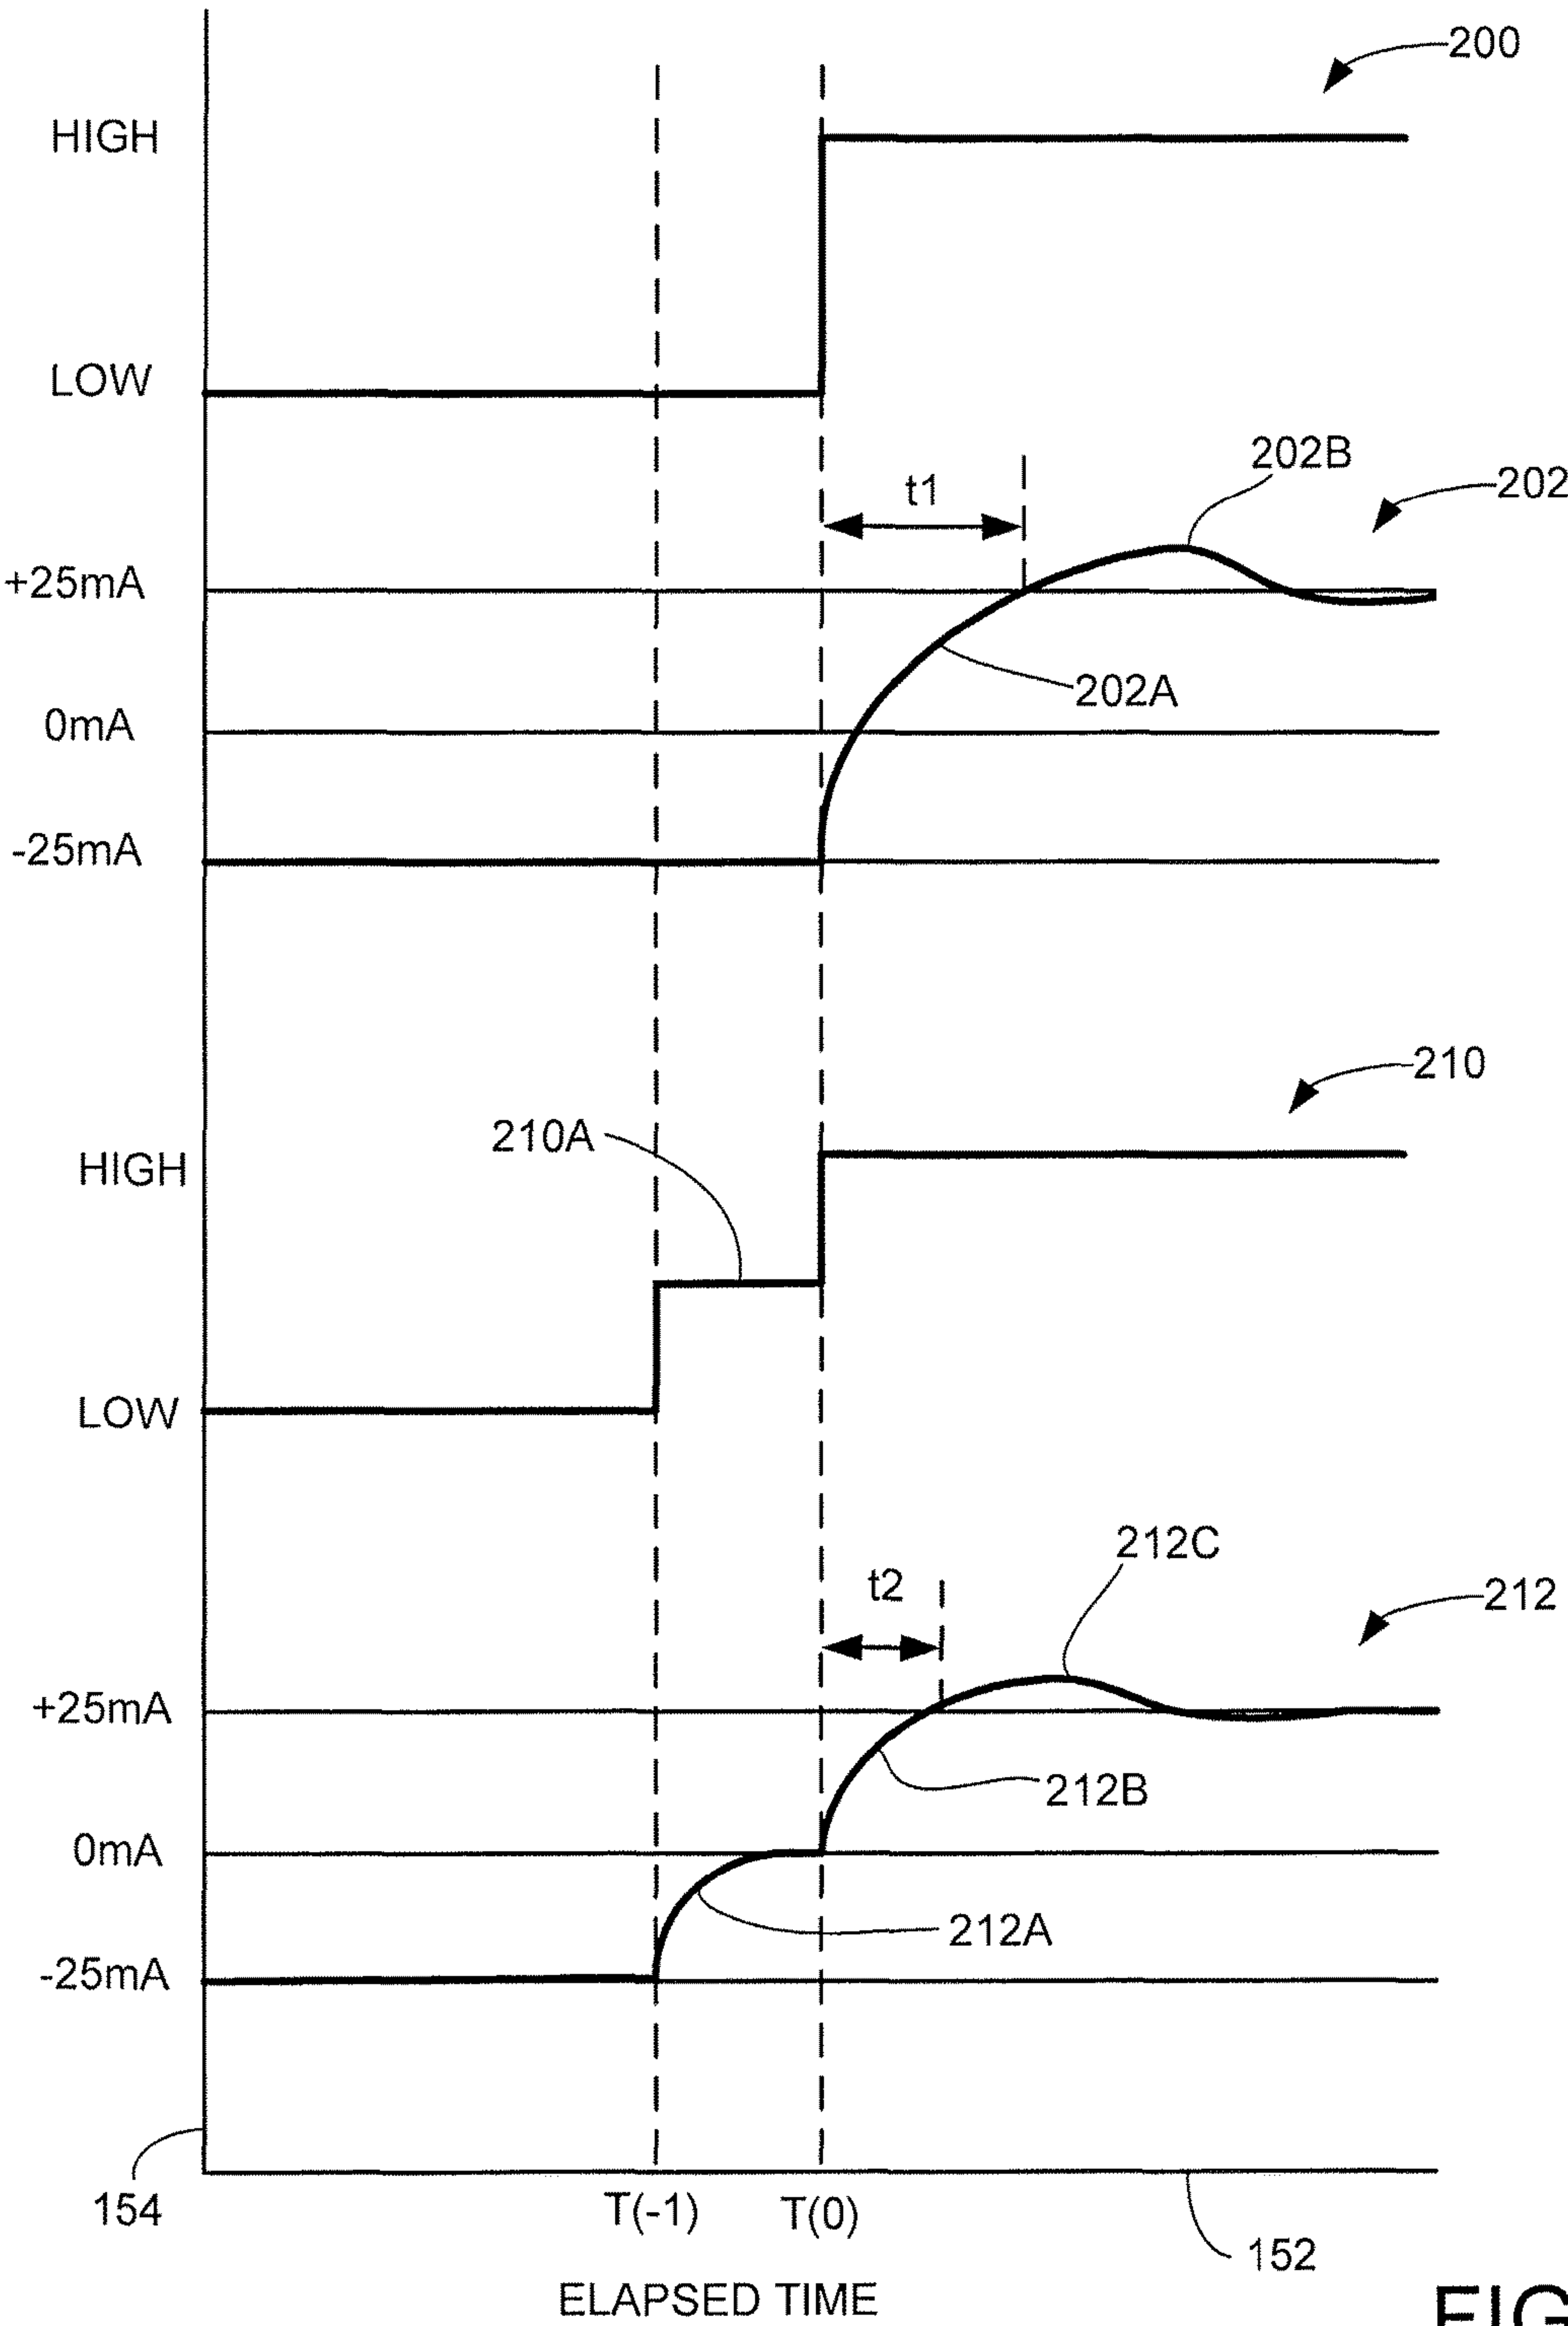 200
HIGH
LOW
202B
202
t1
+25mA
202A
0mA
-25mA
210
210A
HIGH
LOW
212C
t2
212
+25mA
212B
0mA
212A
-25mA
154
T(-1)
T(0)
152
ELAPSED TIME
FIG